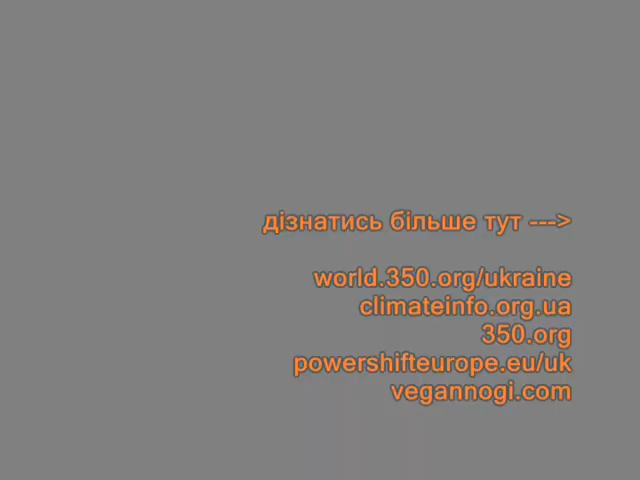 дізнатись більше тут --->
world.350.org/ukraine
climateinfo.org.ua
350.org
powershifteurope.eu/uk
vegannogi.com